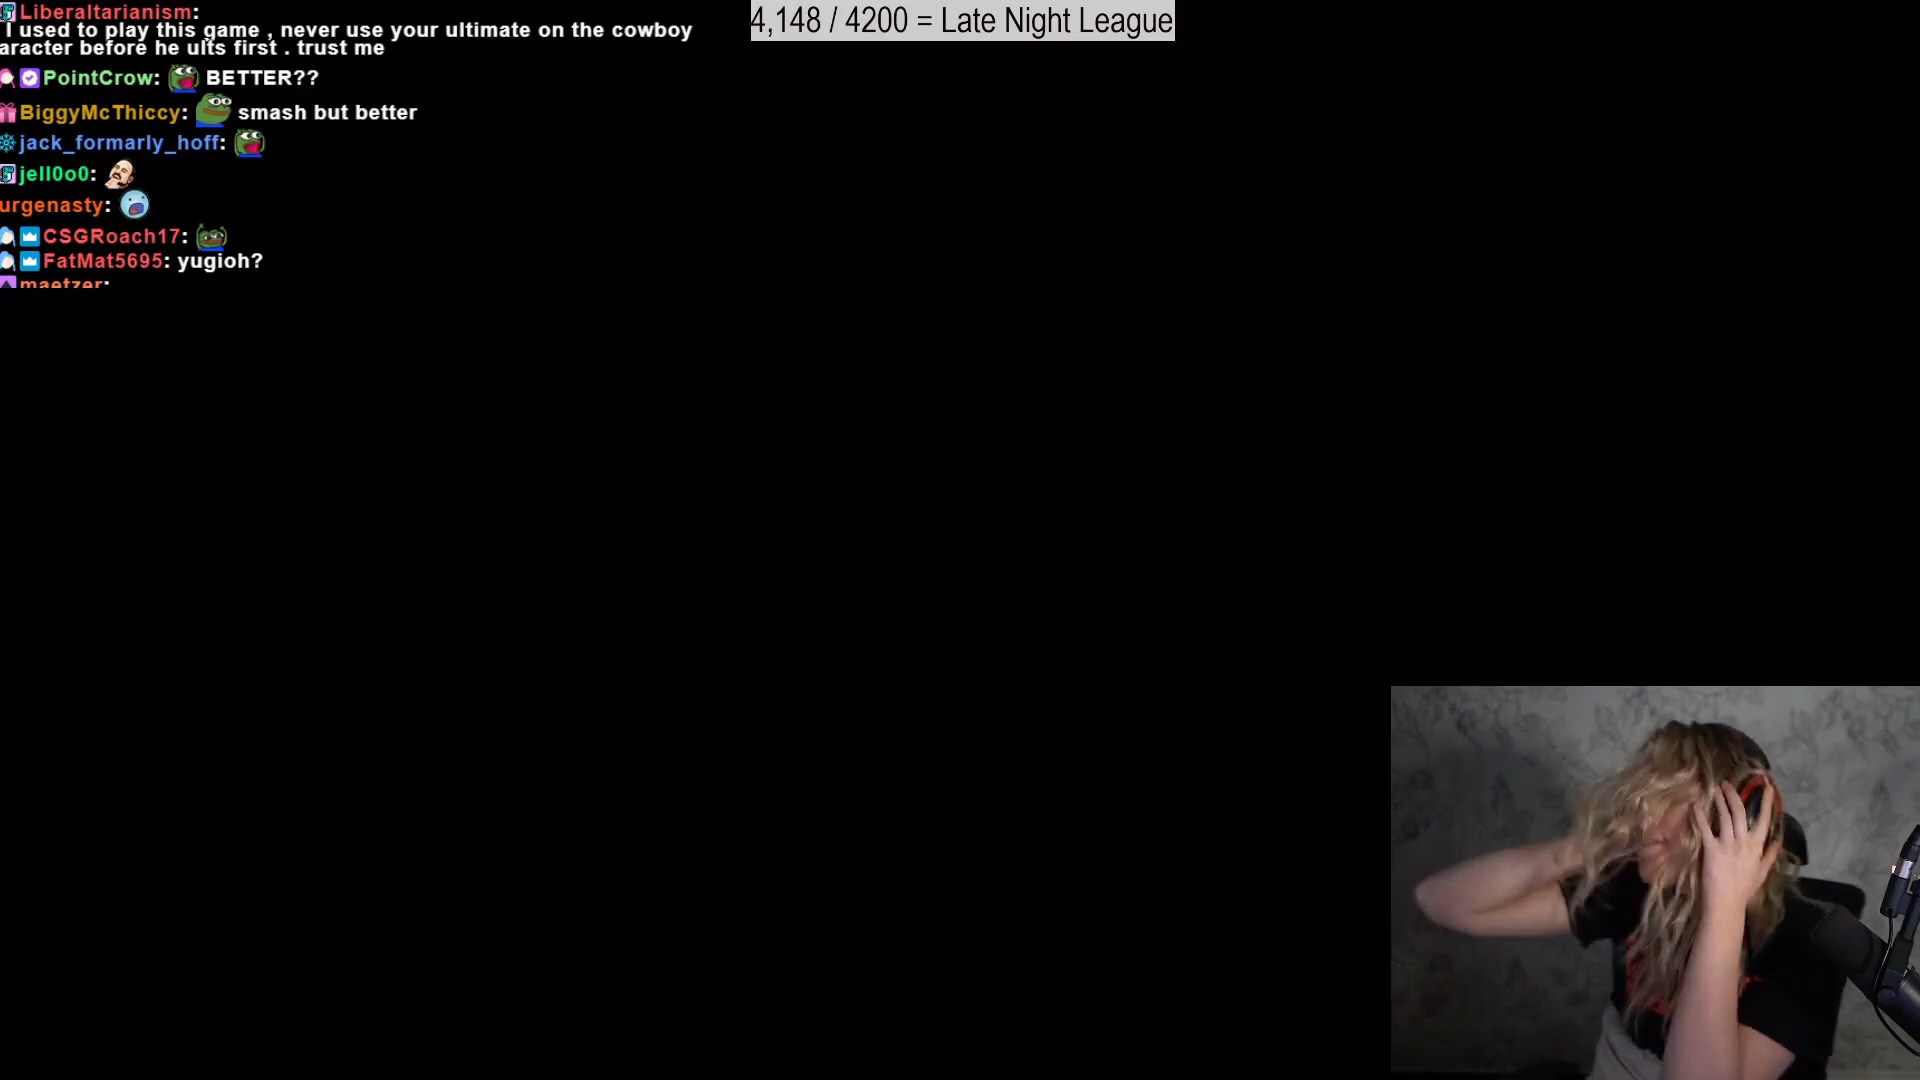 Liberaltarianism:
I used to play this game , never use your ultimate on the cowboy
aracter before he ults first . trust me
4,148 / 4200 = Late Night League
PointCrow: BETTER??
BiggyMcThiccy: smash but better
jack_formarly_hoff:
jell0o0:
urgenasty:
CSGRoach17:
FatMat5695: yugioh?
maetzer: